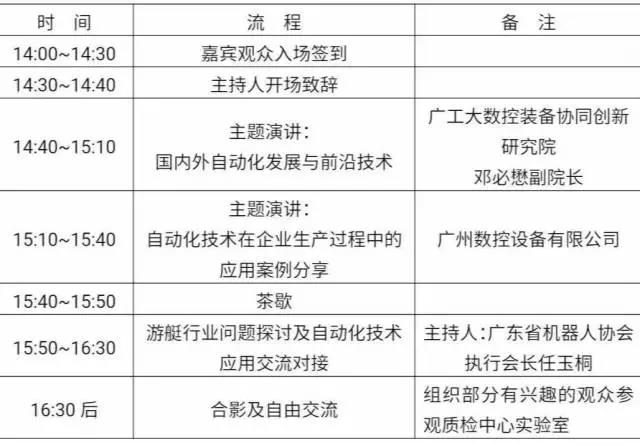 时 间 流 程 备 注
14:00~14:30 嘉宾观众入场签到
14:30~14:40 主持人开场致辞
14:40~15:10
主题演讲：
国内外自动化发展与前沿技术
广工大数控装备协同创新
研究院
邓必懋副院长
15:10~15:40
主题演讲：
自动化技术在企业生产过程中的
应用案例分享
广州数控设备有限公司
15:40~15:50 茶歇
15:50~16:30
游艇行业问题探讨及自动化技术
应用交流对接
主持人：广东省机器人协会
执行会长任玉桐
16:30 后
合影及自由交流
组织部分有兴趣的观众参
观质检中心实验室